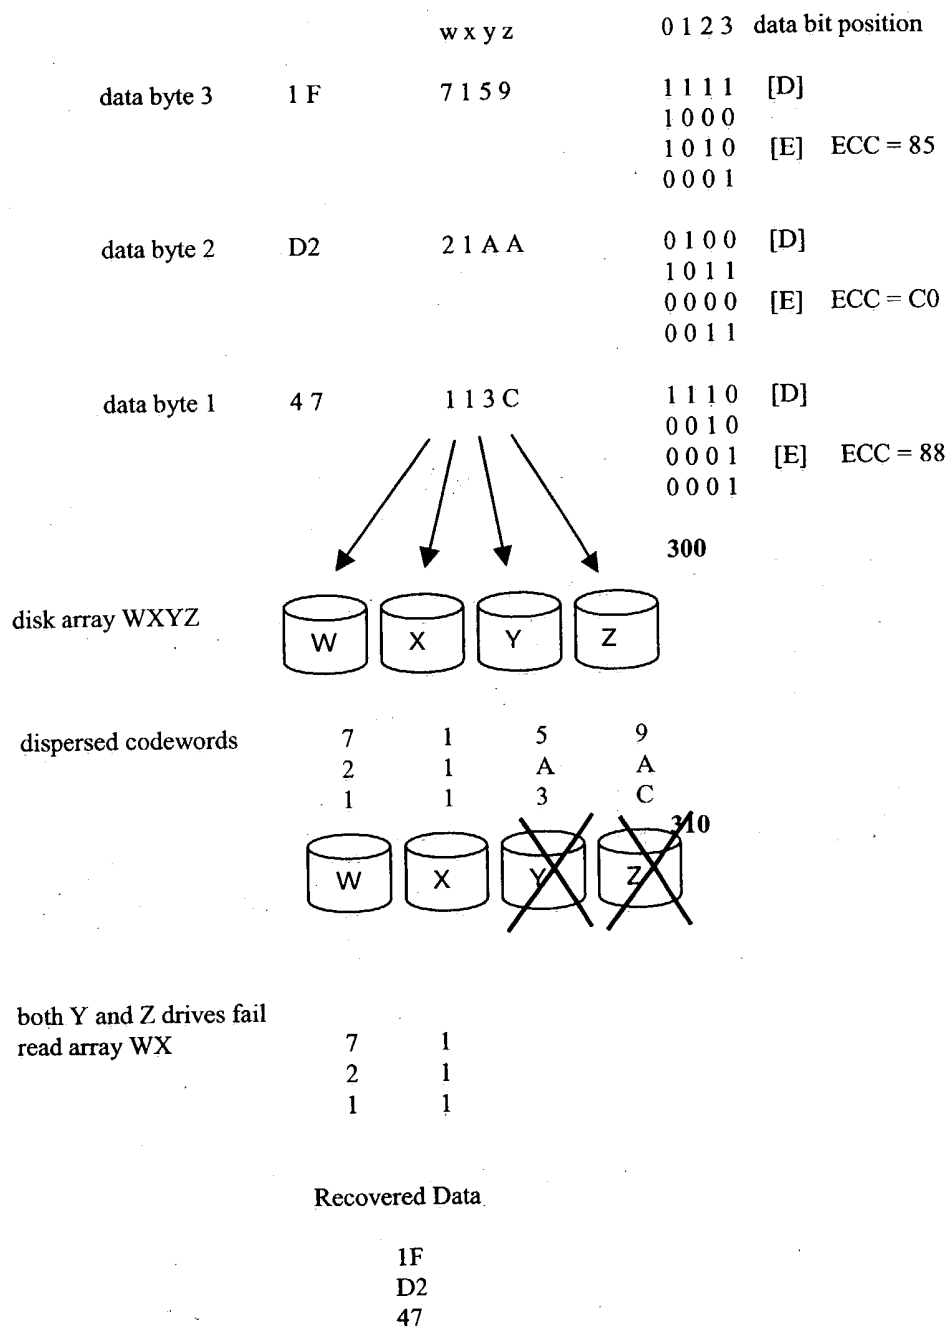 w x y z 0 1 2 3 data bit position
data byte 3 1 F 7 1 5 9 1 1 1 1 [D]
1 0 0 0
1 0 1 0 [E] ECC = 85
0 0 0 1
data byte 2 D2 2 1 A A 0 1 0 0 [D]
1 0 1 1
0 0 0 0 [E] ECC = C0
0 0 1 1
data byte 1 4 7 1 1 3 C 1 1 1 0 [D]
0 0 1 0
0 0 0 1 [E] ECC = 88
0 0 0 1
300
disk array WXYZ W X Y Z
dispersed codewords 7 1 5 9
2 1 A A
1 1 3 C
310
W X Y Z
both Y and Z drives fail
read array WX 7 1
2 1
1 1
Recovered Data
1F
D2
47